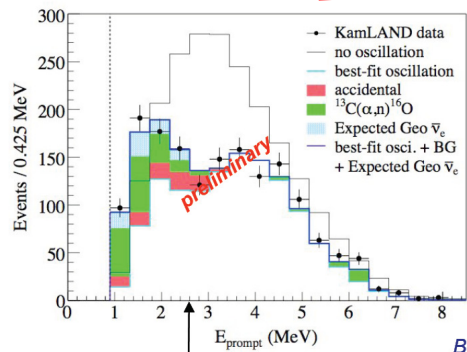 Events / 0.425 MeV
300
250
200
150
100
50
0
KamLAND data
no oscillation
best-fit oscillation
accidental
¹³C(α,n)¹⁶O
Expected Geo ν̄ₑ
best-fit osci. + BG
+ Expected Geo ν̄ₑ
preliminary
0 1 2 3 4 5 6 7 8
E_prompt (MeV)
B